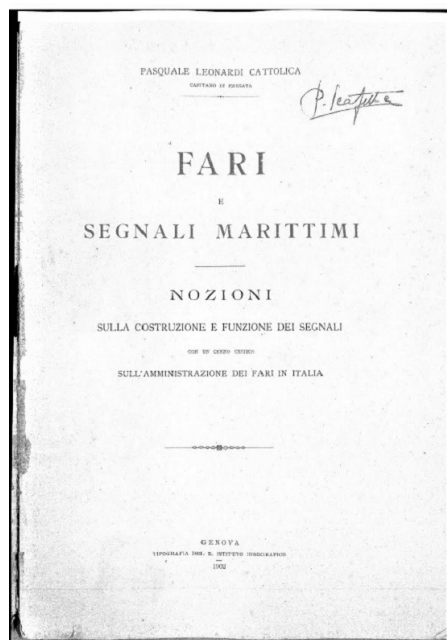 PASQUALE LEONARDI CATTOLICA
CAPITANO DI FREGATA
FARI
E
SEGNALI MARITTIMI
NOZIONI
SULLA COSTRUZIONE E FUNZIONE DEI SEGNALI
CON UN CENNO CRITICO
SULL'AMMINISTRAZIONE DEI FARI IN ITALIA
GENOVA
TIPOGRAFIA DEL R. ISTITUTO IDROGRAFICO
1902